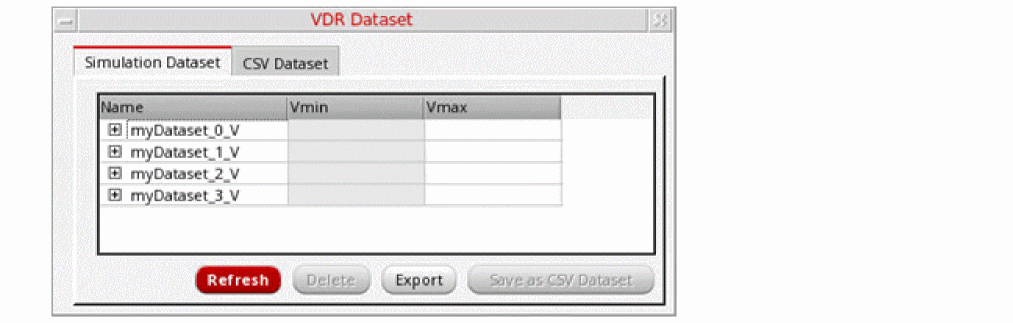 VDR Dataset
Simulation Dataset CSV Dataset
Name Vmin Vmax
myDataset_0_V
myDataset_1_V
myDataset_2_V
myDataset_3_V
Refresh Delete Export Save as CSV Dataset